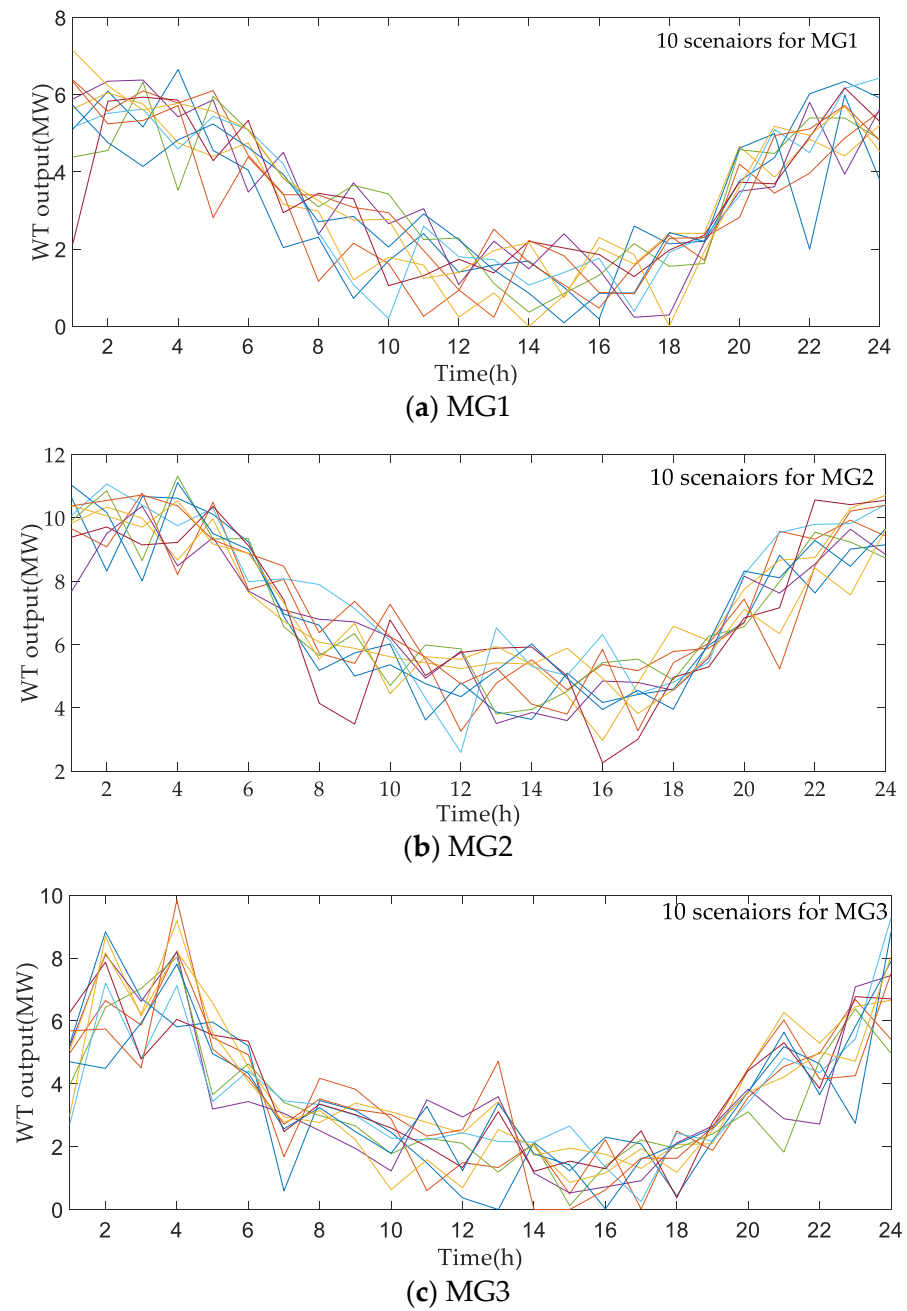 8
10 scenaiors for MG1
6
WT output(MW)
4
2
0
2 4 6 8 10 12 14 16 18 20 22 24
Time(h)
(a) MG1
12
10 scenaiors for MG2
10
WT output(MW)
8
6
4
2
2 4 6 8 10 12 14 16 18 20 22 24
Time(h)
(b) MG2
10
10 scenaiors for MG3
8
WT output(MW)
6
4
2
0
2 4 6 8 10 12 14 16 18 20 22 24
Time(h)
(c) MG3